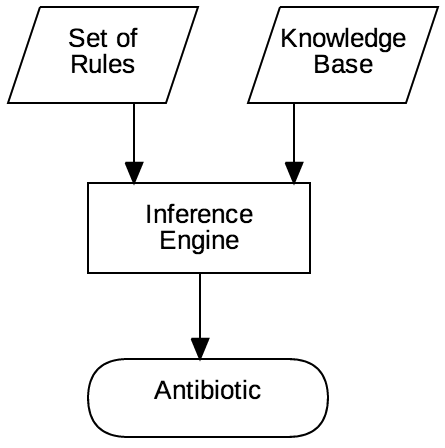 Set of
Rules
Knowledge
Base
Inference
Engine
Antibiotic